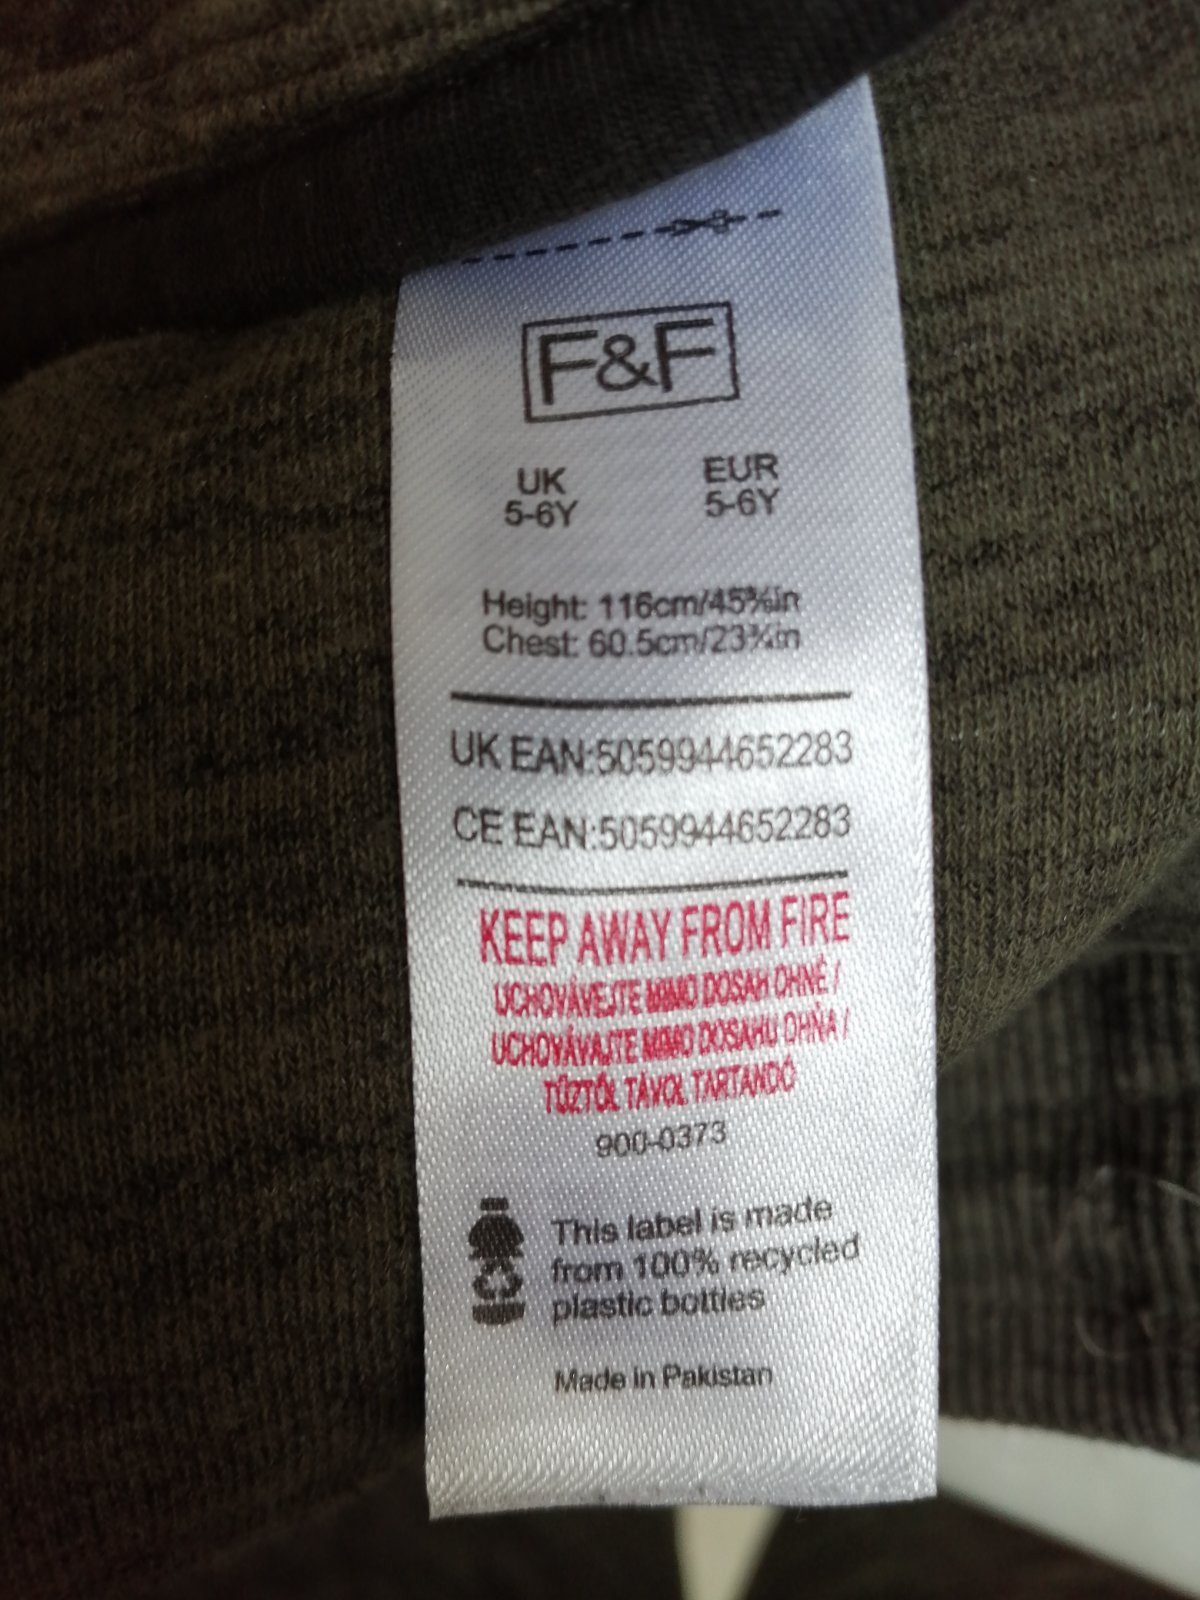 F&F
UK EUR
5-6Y 5-6Y
Height: 116cm/45⅝in
Chest: 60.5cm/23¾in
UK EAN:5059944652283
CE EAN:5059944652283
KEEP AWAY FROM FIRE
UCHOVÁVEJTE MIMO DOSAH OHNĚ /
UCHOVÁVAJTE MIMO DOSAHU OHŇA /
TŰZTŐL TÁVOL TARTANDÓ
900-0373
This label is made
from 100% recycled
plastic bottles
Made in Pakistan